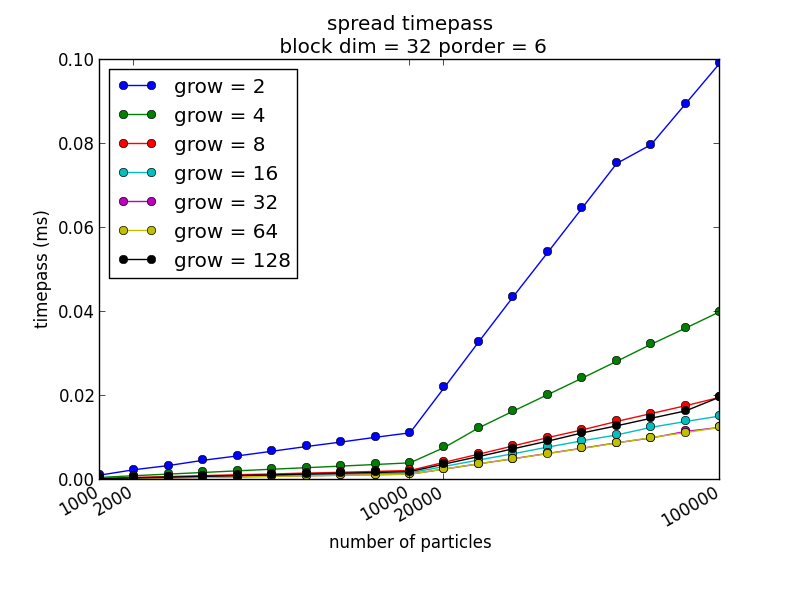 spread timepass
block dim = 32 porder = 6
0.10
0.08
0.06
0.04
0.02
0.00
timepass (ms)
grow = 2
grow = 4
grow = 8
grow = 16
grow = 32
grow = 64
grow = 128
1000
2000
10000
20000
100000
number of particles